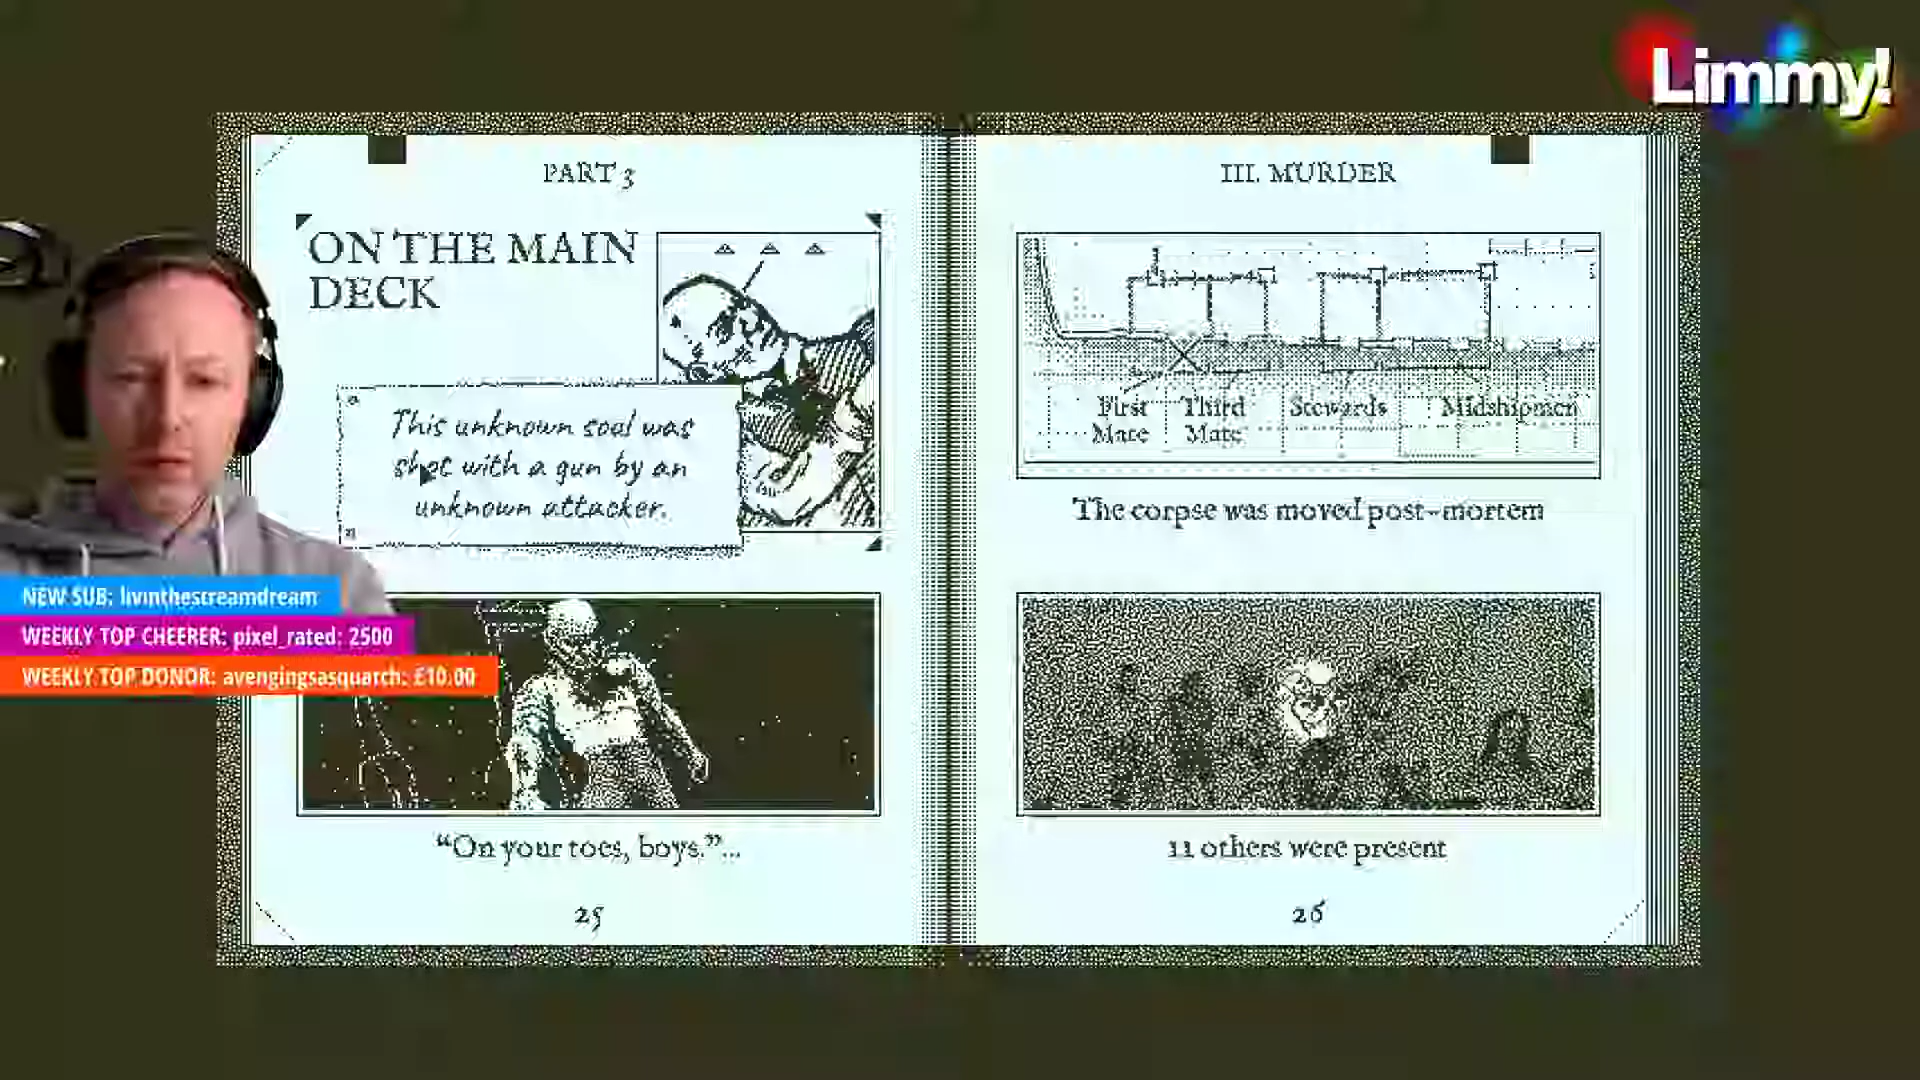 Limmy!
PART 3
ON THE MAIN
DECK
This unknown soul was
shot with a gun by an
unknown attacker.
"On your toes, boys."...
25
III. MURDER
First
Mate
Third
Mate
Stewards
Midshipmen
The corpse was moved post-mortem
11 others were present
26
NEW SUB: livinthestreamdream
WEEKLY TOP CHEERER: pixel_rated: 2500
WEEKLY TOP DONOR: avengingsasquatch: £10.00